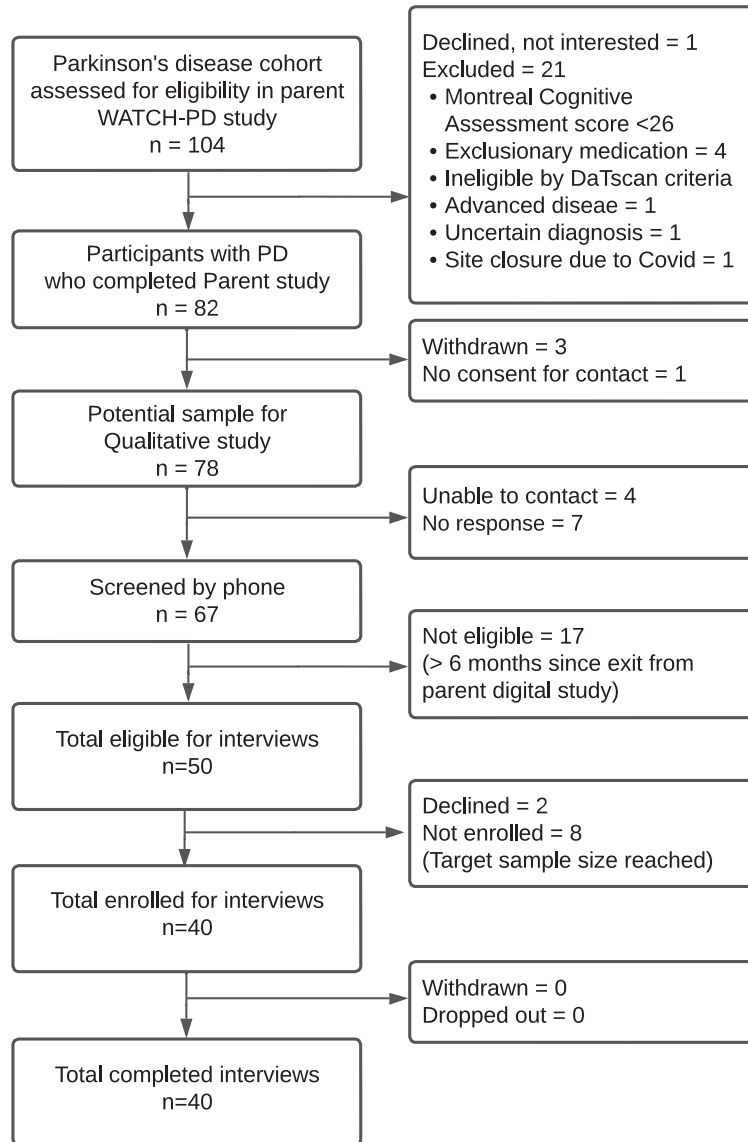 Parkinson's disease cohort
assessed for eligibility in parent
WATCH-PD study
n = 104
Declined, not interested = 1
Excluded = 21
• Montreal Cognitive
Assessment score <26
• Exclusionary medication = 4
• Ineligible by DaTscan criteria
• Advanced diseae = 1
• Uncertain diagnosis = 1
• Site closure due to Covid = 1
Participants with PD
who completed Parent study
n = 82
Withdrawn = 3
No consent for contact = 1
Potential sample for
Qualitative study
n = 78
Unable to contact = 4
No response = 7
Screened by phone
n = 67
Not eligible = 17
(> 6 months since exit from
parent digital study)
Total eligible for interviews
n=50
Declined = 2
Not enrolled = 8
(Target sample size reached)
Total enrolled for interviews
n=40
Withdrawn = 0
Dropped out = 0
Total completed interviews
n=40